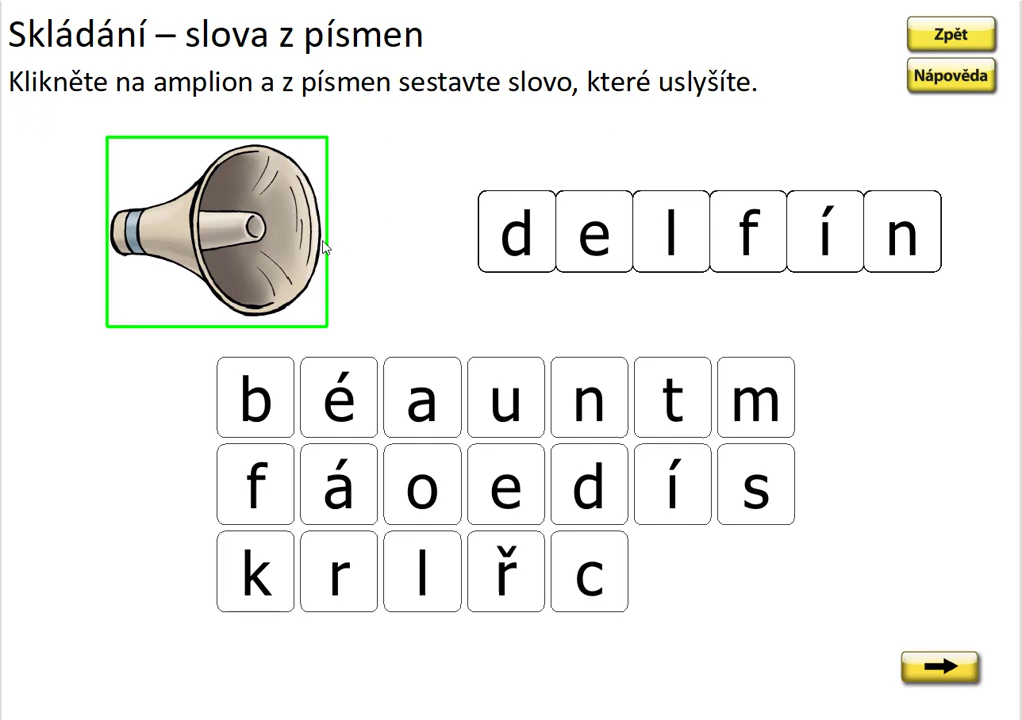 Skládání – slova z písmen
Zpět
Klikněte na amplion a z písmen sestavte slovo, které uslyšíte.
Nápověda
d e l f í n
b é a u n t m
f á o e d í s
k r l ř c